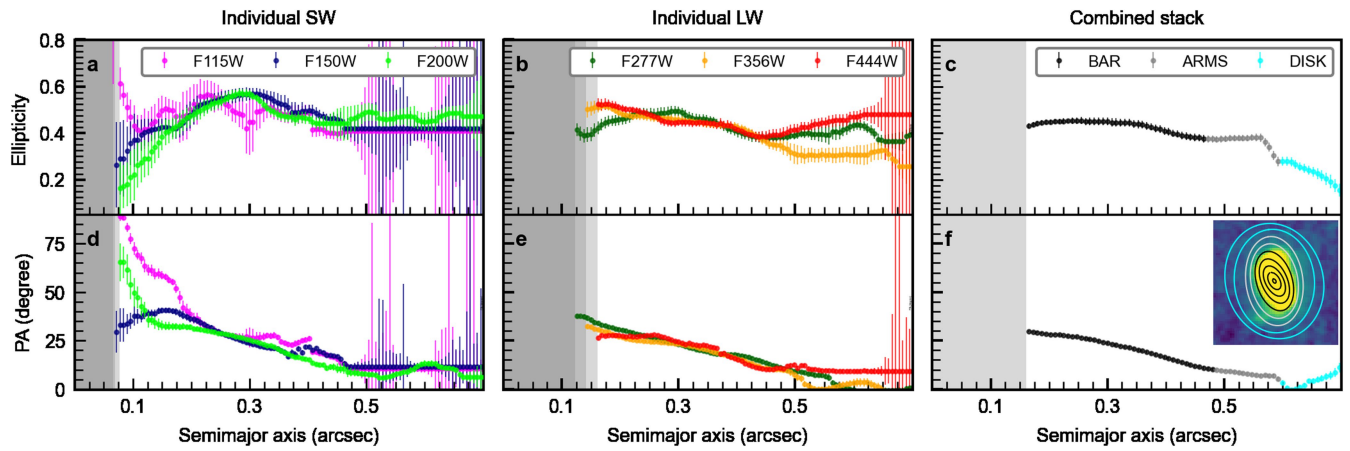 Individual SW Individual LW Combined stack
0.8
a F115W F150W F200W b F277W F356W F444W c BAR ARMS DISK
0.6
Ellipticity
0.4
0.2
d e f
75
PA (degree)
50
25
0
0.1 0.3 0.5 0.1 0.3 0.5 0.1 0.3 0.5
Semimajor axis (arcsec) Semimajor axis (arcsec) Semimajor axis (arcsec)